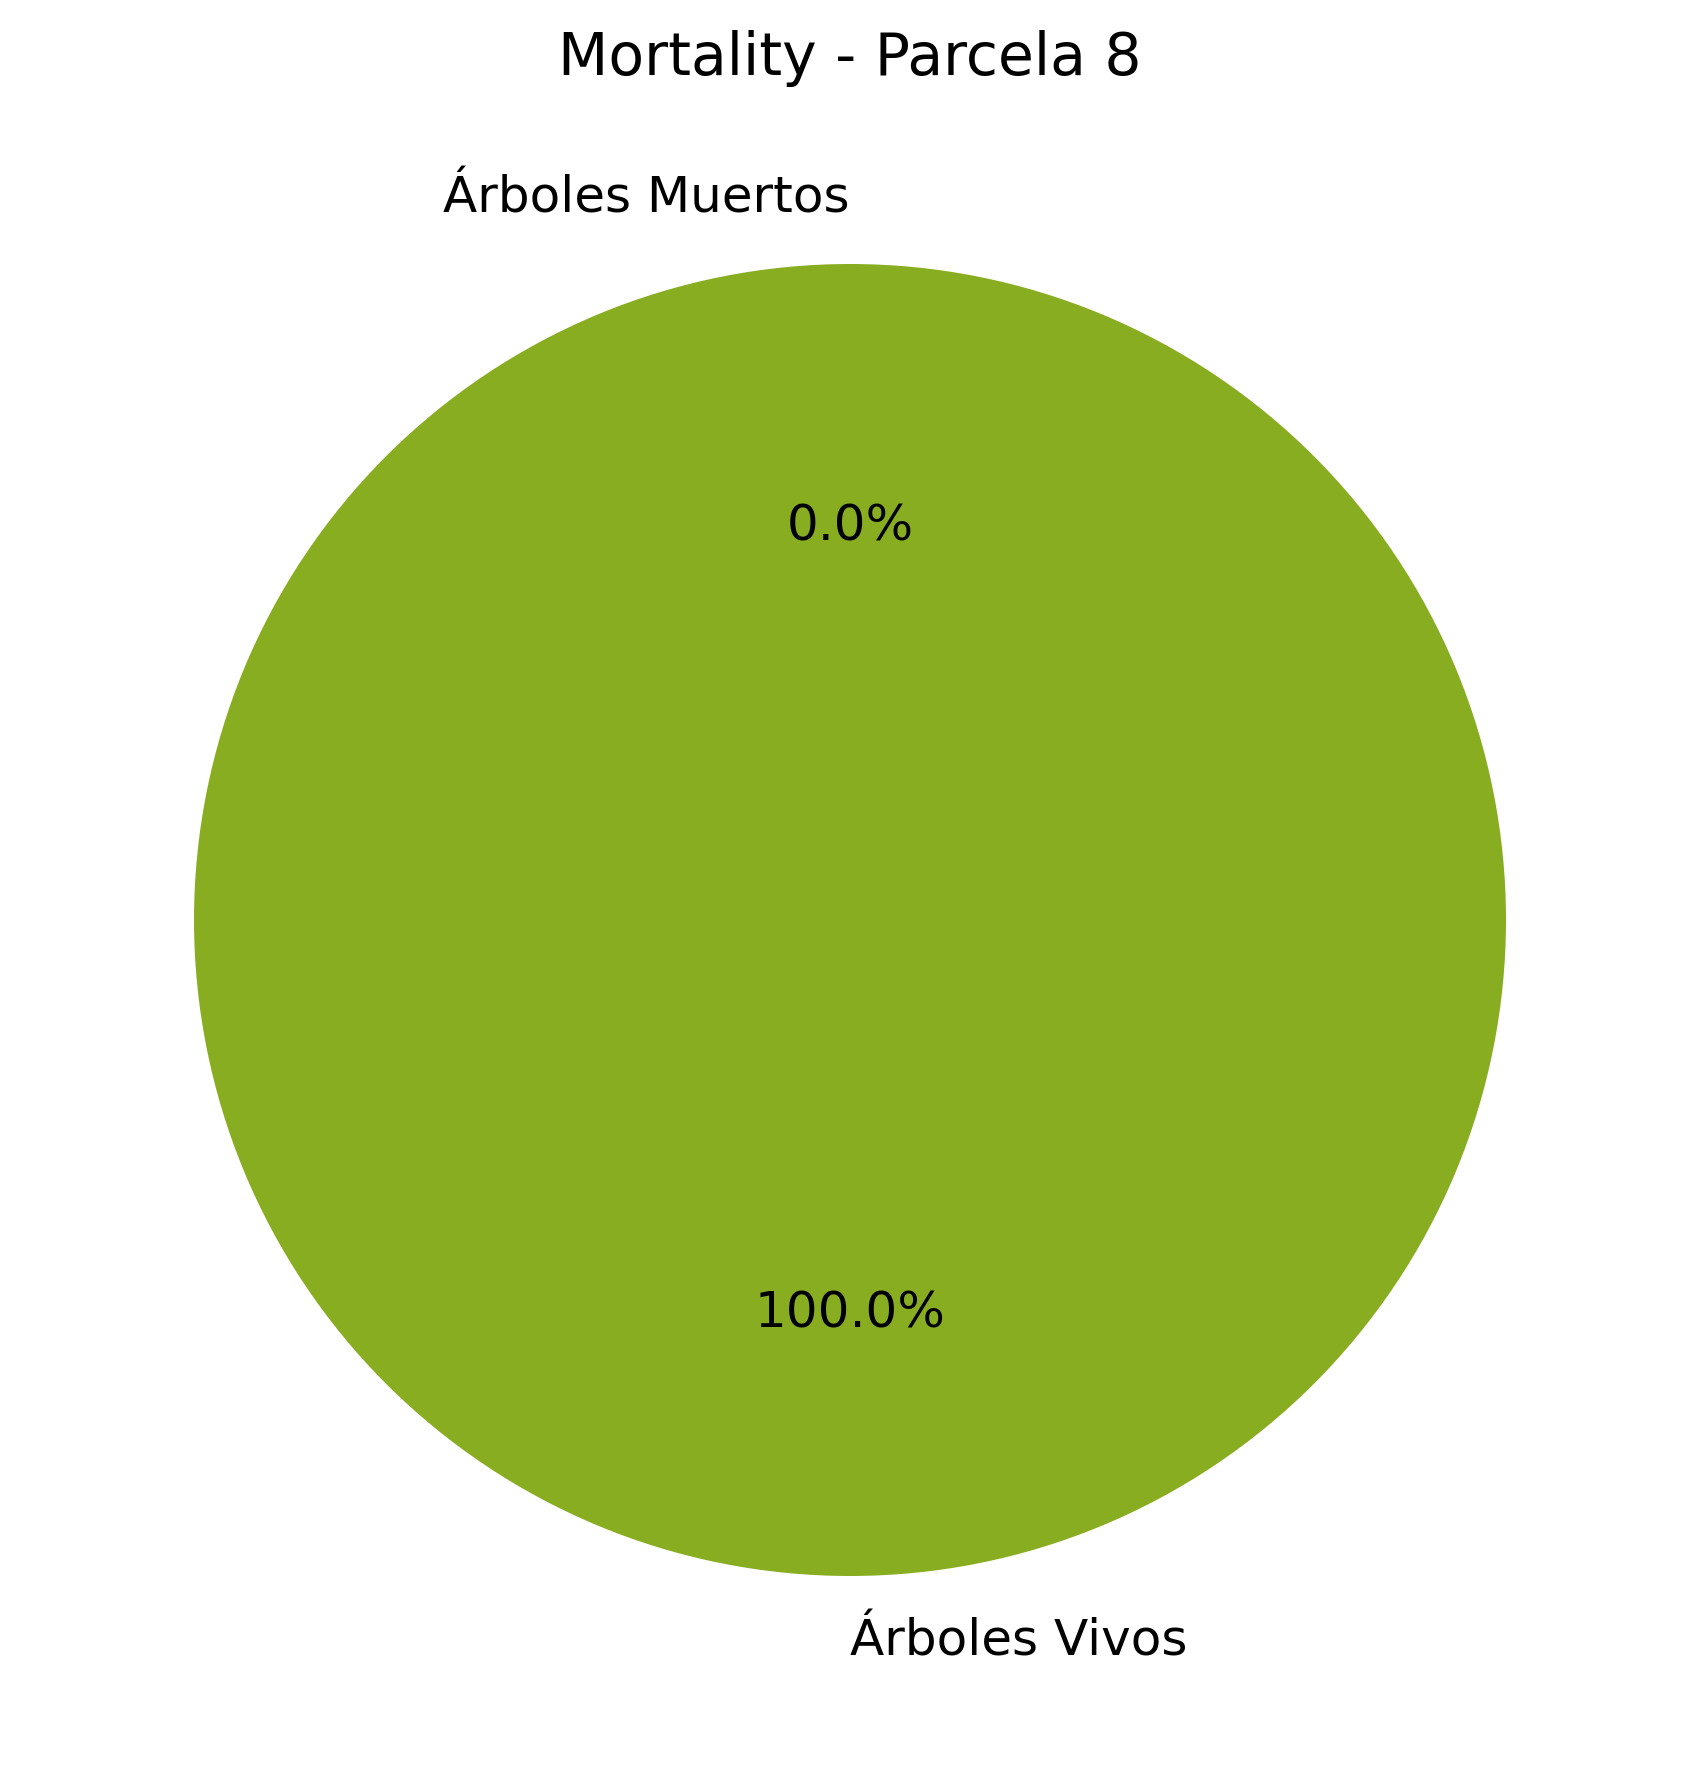 Mortality - Parcela 8
Árboles Muertos
0.0%
100.0%
Árboles Vivos